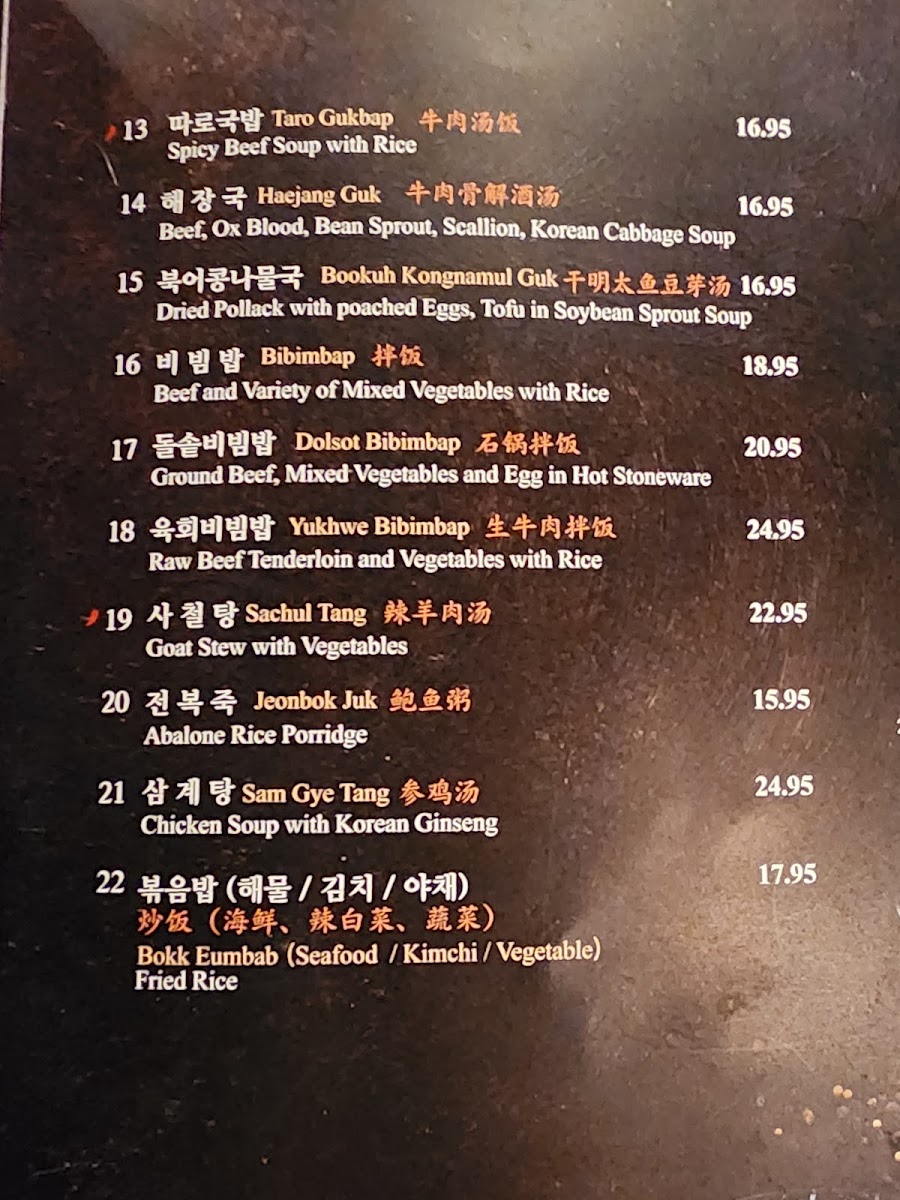 13 따로국밥 Taro Gukbap 牛肉汤饭 16.95
Spicy Beef Soup with Rice
14 해장국 Haejang Guk 牛肉骨解酒汤 16.95
Beef, Ox Blood, Bean Sprout, Scallion, Korean Cabbage Soup
15 북어콩나물국 Bookuh Kongnamul Guk 干明太鱼豆芽汤 16.95
Dried Pollack with poached Eggs, Tofu in Soybean Sprout Soup
16 비빔밥 Bibimbap 拌饭 18.95
Beef and Variety of Mixed Vegetables with Rice
17 돌솥비빔밥 Dolsot Bibimbap 石锅拌饭 20.95
Ground Beef, Mixed Vegetables and Egg in Hot Stoneware
18 육회비빔밥 Yukhwe Bibimbap 生牛肉拌饭 24.95
Raw Beef Tenderloin and Vegetables with Rice
19 사철탕 Sachul Tang 辣羊肉汤 22.95
Goat Stew with Vegetables
20 전복죽 Jeonbok Juk 鲍鱼粥 15.95
Abalone Rice Porridge
21 삼계탕 Sam Gye Tang 参鸡汤 24.95
Chicken Soup with Korean Ginseng
22 볶음밥 (해물 / 김치 / 야채) 17.95
炒饭（海鲜、辣白菜、蔬菜）
Bokk Eumbab (Seafood / Kimchi / Vegetable)
Fried Rice